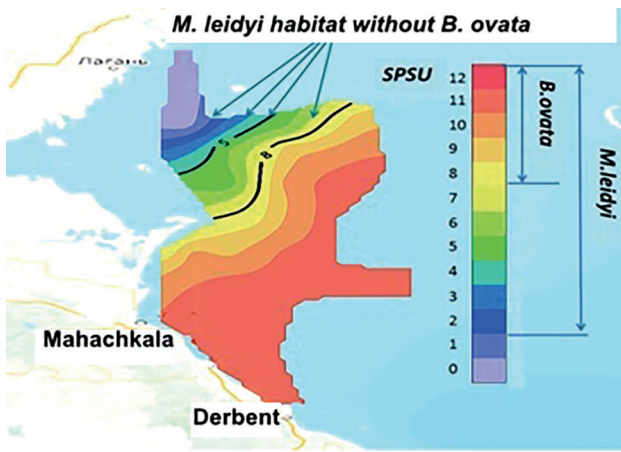 M. leidyi habitat without B. ovata
Лагань
SPSU
12
11
10
9
8
7
6
5
4
3
2
1
0
B.ovata
M.leidyi
5
8
Mahachkala
Derbent